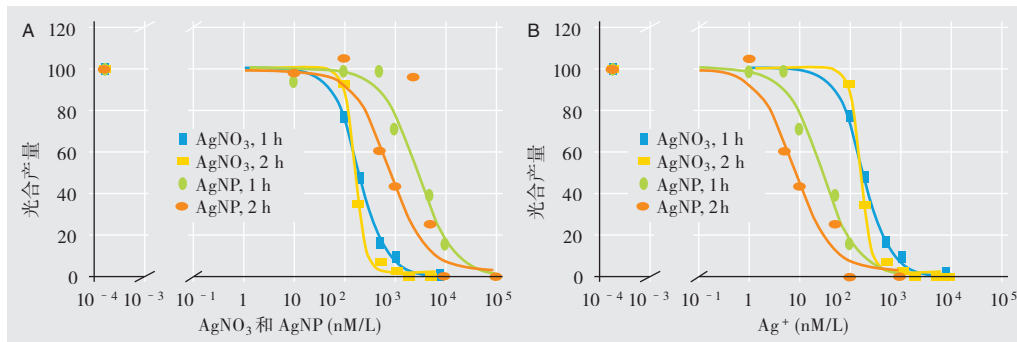 A
120
100
80
60
40
20
0
光合产量
AgNO₃, 1 h
AgNO₃, 2 h
AgNP, 1 h
AgNP, 2 h
10⁻⁴ 10⁻³ 10⁻¹ 1 10 10² 10³ 10⁴ 10⁵
AgNO₃ 和 AgNP (nM/L)
B
120
100
80
60
40
20
0
光合产量
AgNO₃, 1 h
AgNO₃, 2 h
AgNP, 1 h
AgNP, 2 h
10⁻⁴ 10⁻³ 10⁻¹ 1 10 10² 10³ 10⁴ 10⁵
Ag⁺ (nM/L)